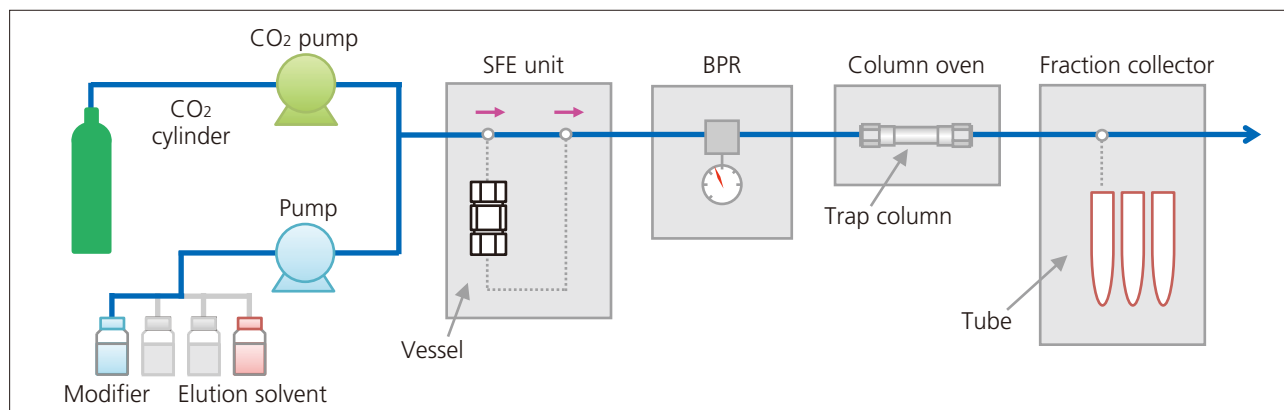 CO₂ pump
SFE unit
BPR
Column oven
Fraction collector
CO₂
cylinder
Pump
Trap column
Tube
Vessel
Modifier
Elution solvent